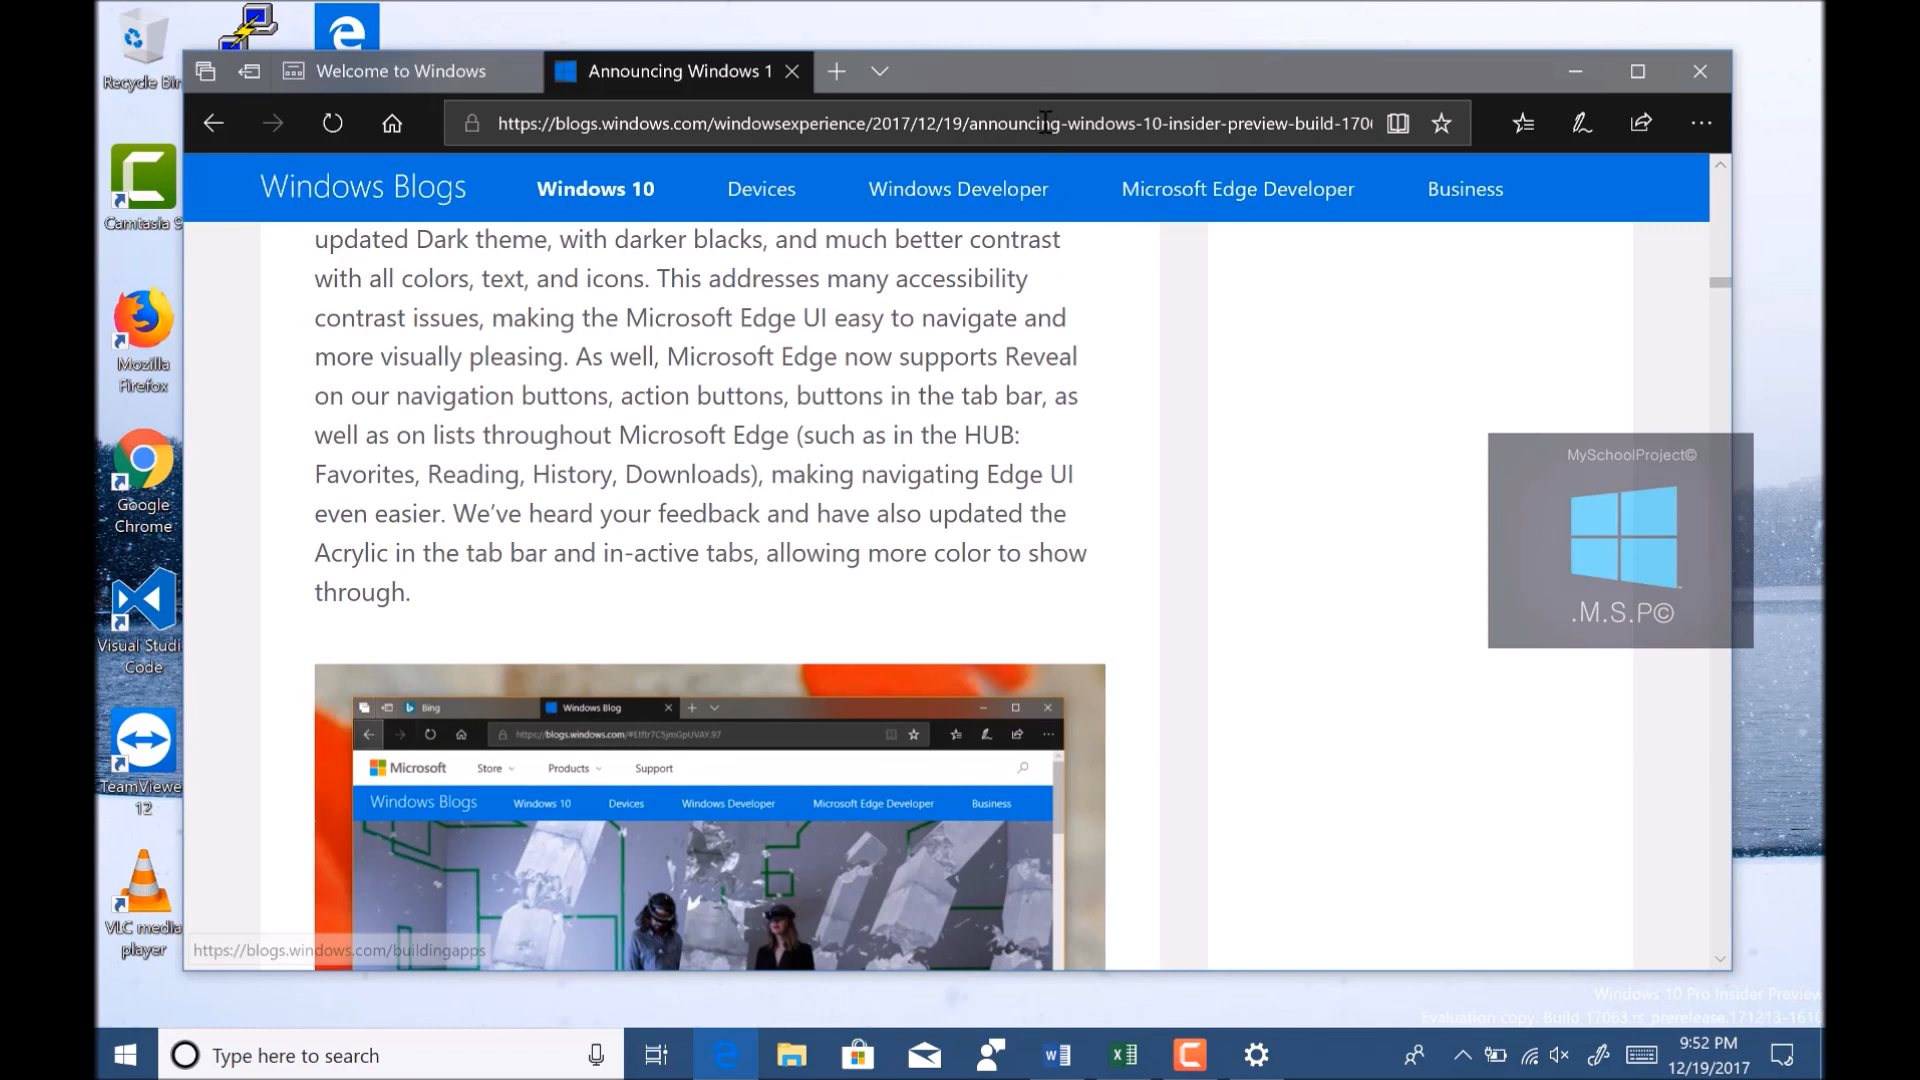 Recycle Bin
Welcome to Windows
Announcing Windows 1
https://blogs.windows.com/windowsexperience/2017/12/19/announcing-windows-10-insider-preview-build-170
Windows Blogs
Windows 10
Devices
Windows Developer
Microsoft Edge Developer
Business
updated Dark theme, with darker blacks, and much better contrast
with all colors, text, and icons. This addresses many accessibility
contrast issues, making the Microsoft Edge UI easy to navigate and
more visually pleasing. As well, Microsoft Edge now supports Reveal
on our navigation buttons, action buttons, buttons in the tab bar, as
well as on lists throughout Microsoft Edge (such as in the HUB:
Favorites, Reading, History, Downloads), making navigating Edge UI
even easier. We’ve heard your feedback and have also updated the
Acrylic in the tab bar and in-active tabs, allowing more color to show
through.
Camtasia 9
Mozilla
Firefox
Google
Chrome
Visual Studi
Code
TeamViewe
12
VLC media
player
MySchoolProject©
.M.S.P©
Bing
Windows Blog
Microsoft
Store
Products
Support
Windows Blogs
Windows 10
Devices
Windows Developer
Microsoft Edge Developer
Business
https://blogs.windows.com/buildingapps
Windows 10 Pro Insider Preview
Evaluation copy. Build 17063.rs_prerelease.171213-1610
Type here to search
9:52 PM
12/19/2017